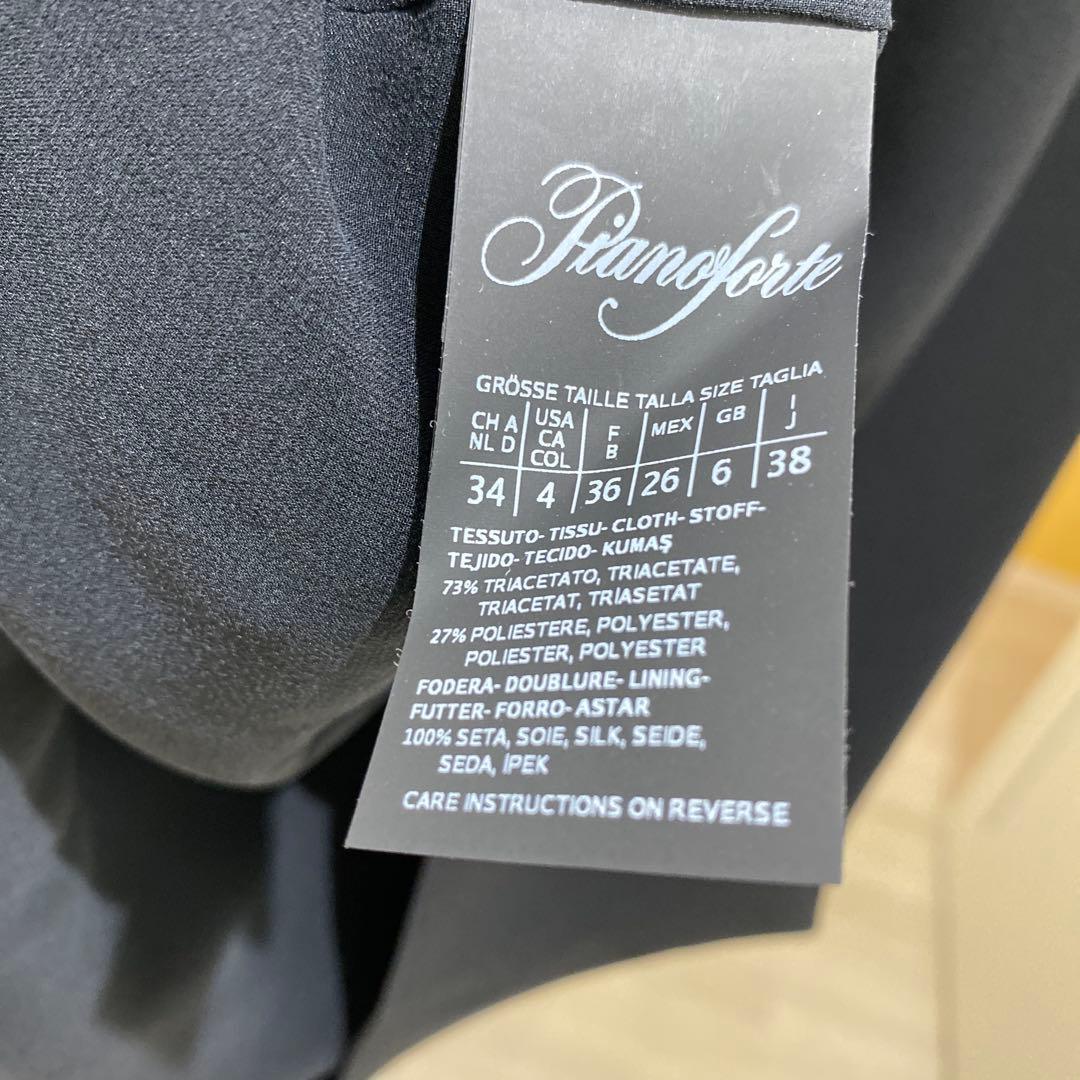 Pianoforte
GRÖSSE TAILLE TALLA SIZE TAGLIA
CH A NL D | USA CA COL | F B | MEX | GB | I J
34 | 4 | 36 | 26 | 6 | 38
TESSUTO- TISSU- CLOTH- STOFF-
TEJIDO- TECIDO- KUMAŞ
73% TRIACETATO, TRIACETATE,
TRIACETAT, TRIASETAT
27% POLIESTERE, POLYESTER,
POLIESTER, POLYESTER
FODERA- DOUBLURE- LINING-
FUTTER- FORRO- ASTAR
100% SETA, SOIE, SILK, SEIDE,
SEDA, İPEK
CARE INSTRUCTIONS ON REVERSE